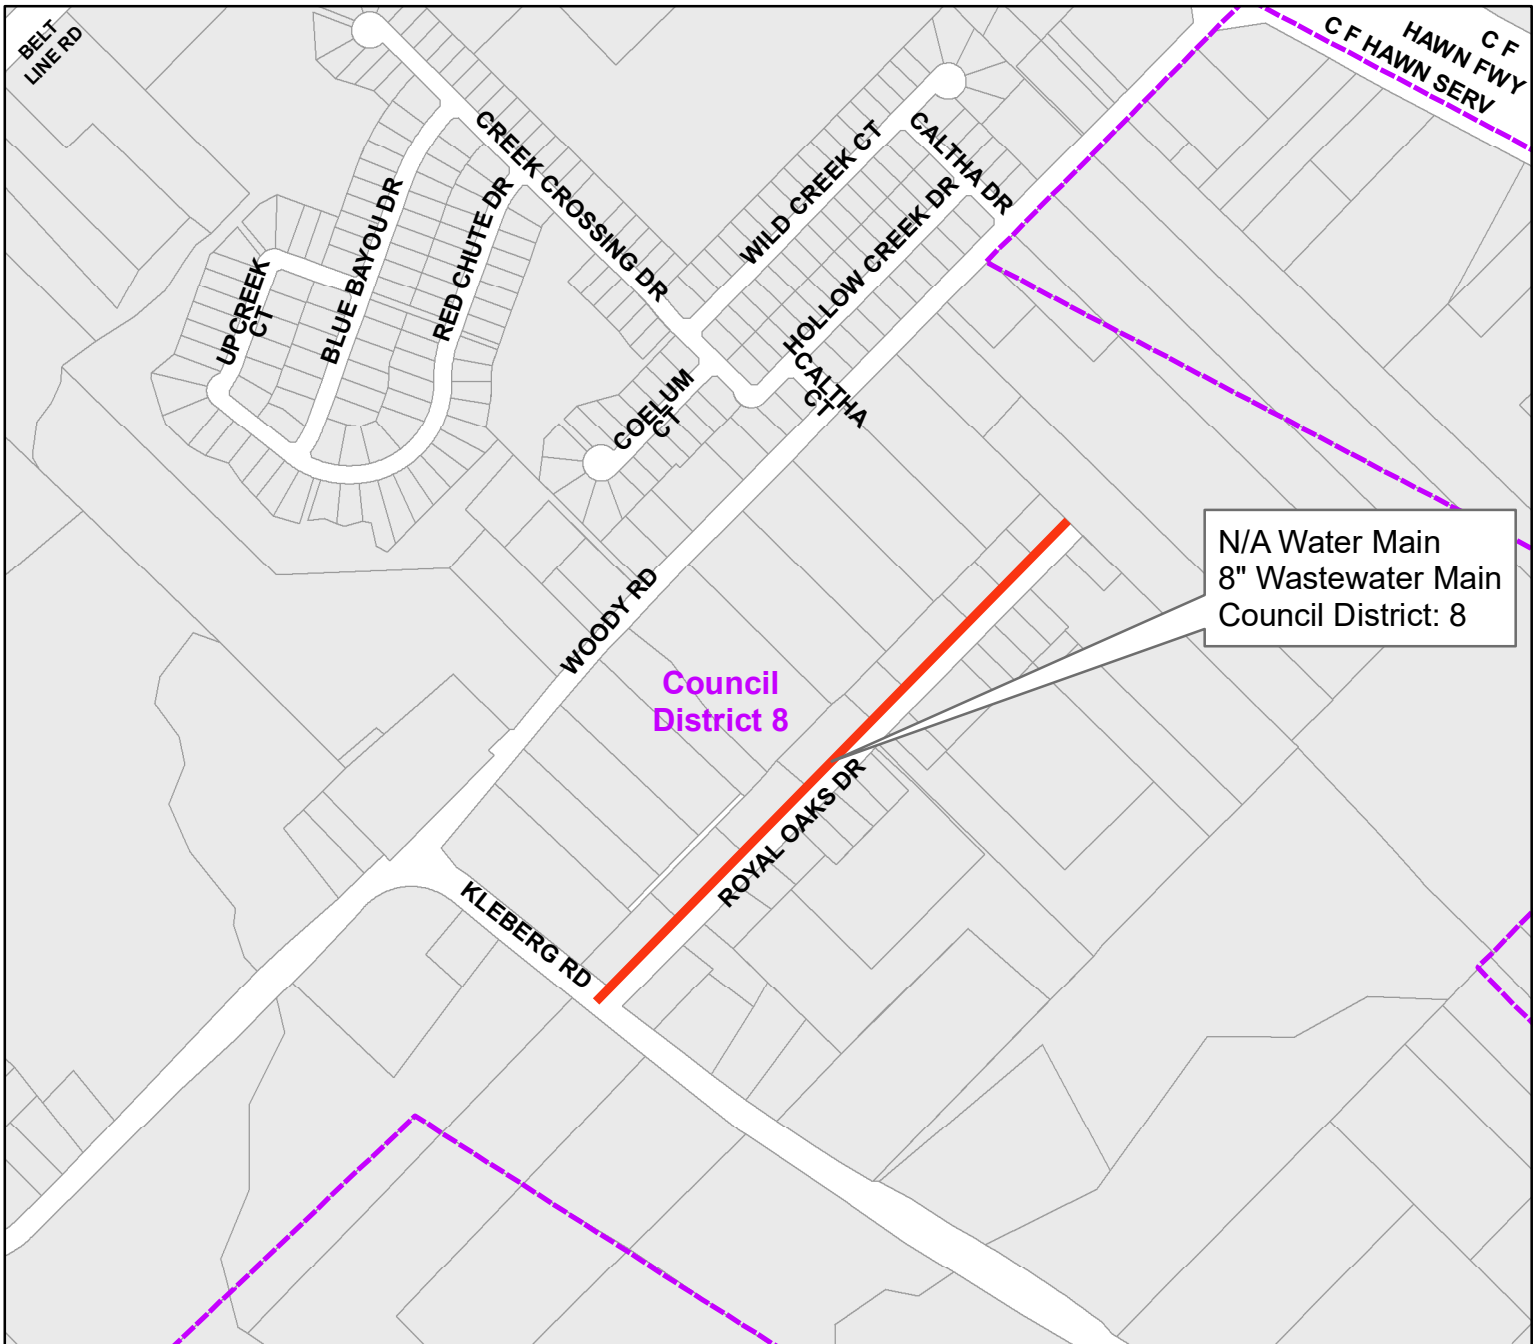 BELT
LINE RD
C F
HAWN FWY
C F HAWN SERV
CREEK CROSSING DR
WILD CREEK CT
CALTHA DR
HOLLOW CREEK DR
BLUE BAYOU DR
RED CHUTE DR
UPCREEK
CT
COELUM
CT
CALTHA
CT
WOODY RD
N/A Water Main
8" Wastewater Main
Council District: 8
Council
District 8
ROYAL OAKS DR
KLEBERG RD